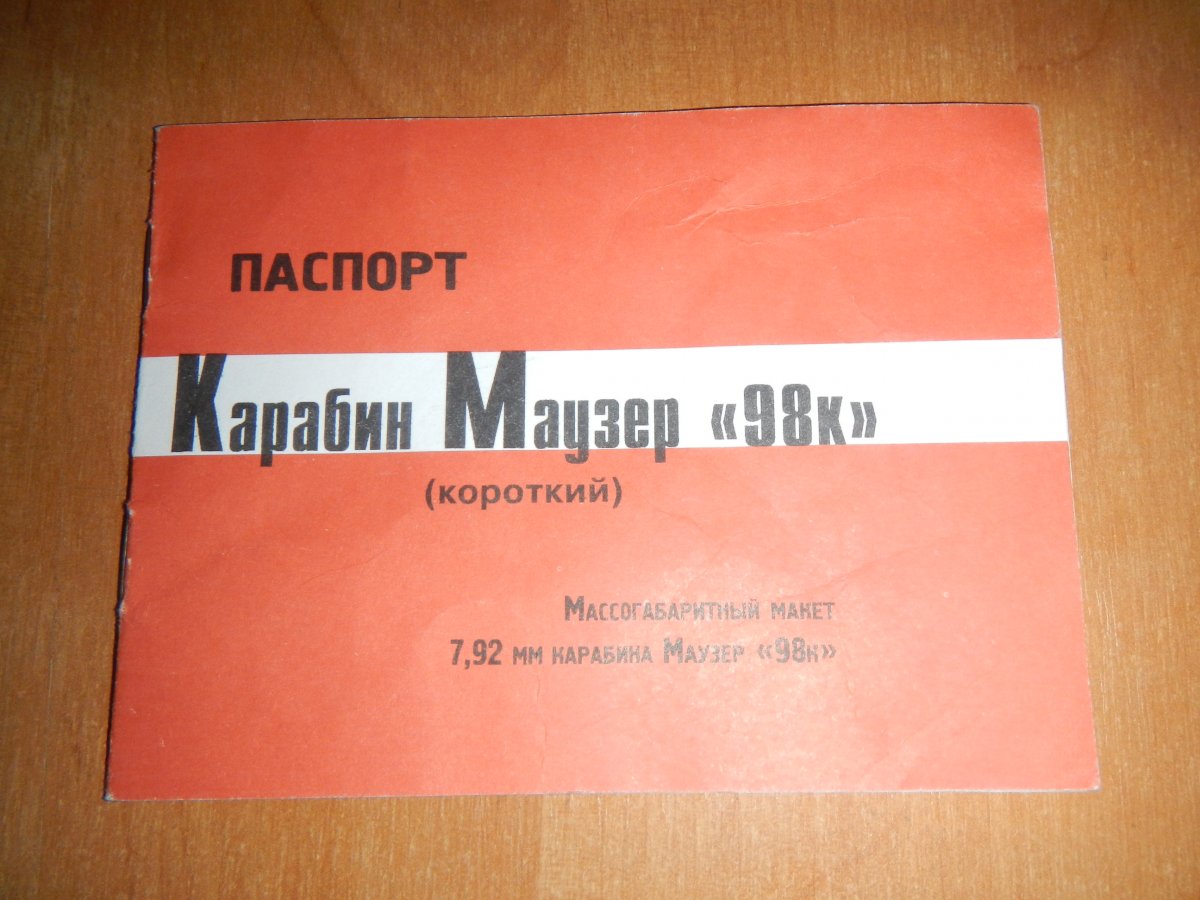 ПАСПОРТ
Карабин Маузер «98к»
(короткий)
Массогабаритный макет
7,92 мм карабина Маузер «98к»